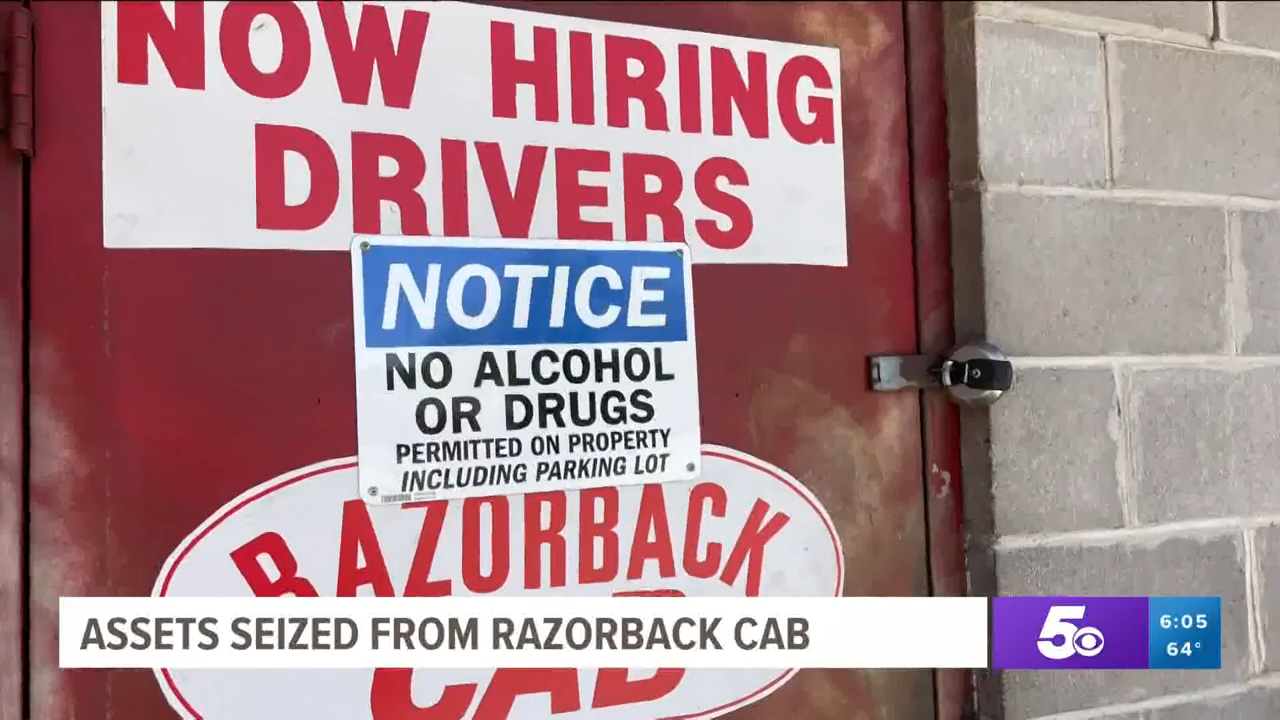 NOW HIRING
DRIVERS
NOTICE
NO ALCOHOL
OR DRUGS
PERMITTED ON PROPERTY
INCLUDING PARKING LOT
RAZORBACK
CAB
ASSETS SEIZED FROM RAZORBACK CAB
5
6:05
64°